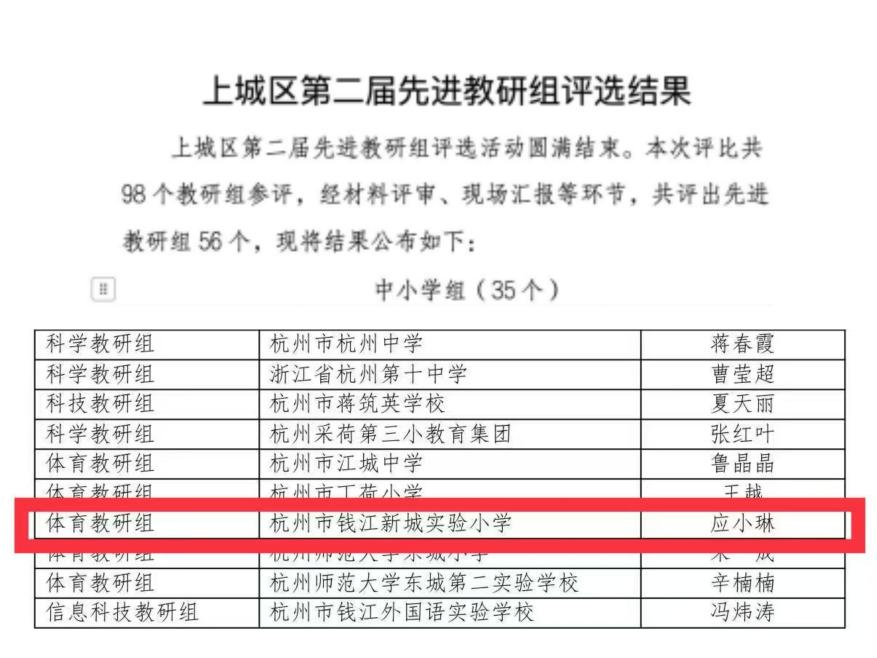 上城区第二届先进教研组评选结果
上城区第二届先进教研组评选活动圆满结束。本次评比共
98个教研组参评，经材料评审、现场汇报等环节，共评出先进
教研组56个，现将结果公布如下：
中小学组（35个）
科学教研组 杭州市杭州中学 蒋春霞
科学教研组 浙江省杭州第十中学 曹莹超
科技教研组 杭州市蒋筑英学校 夏天丽
科学教研组 杭州采荷第三小教育集团 张红叶
体育教研组 杭州市江城中学 鲁晶晶
体育教研组 杭州市丁荷小学 王越
体育教研组 杭州市钱江新城实验小学 应小琳
体育教研组 杭州师范大学东城小学
体育教研组 杭州师范大学东城第二实验学校 辛楠楠
信息科技教研组 杭州市钱江外国语实验学校 冯炜涛